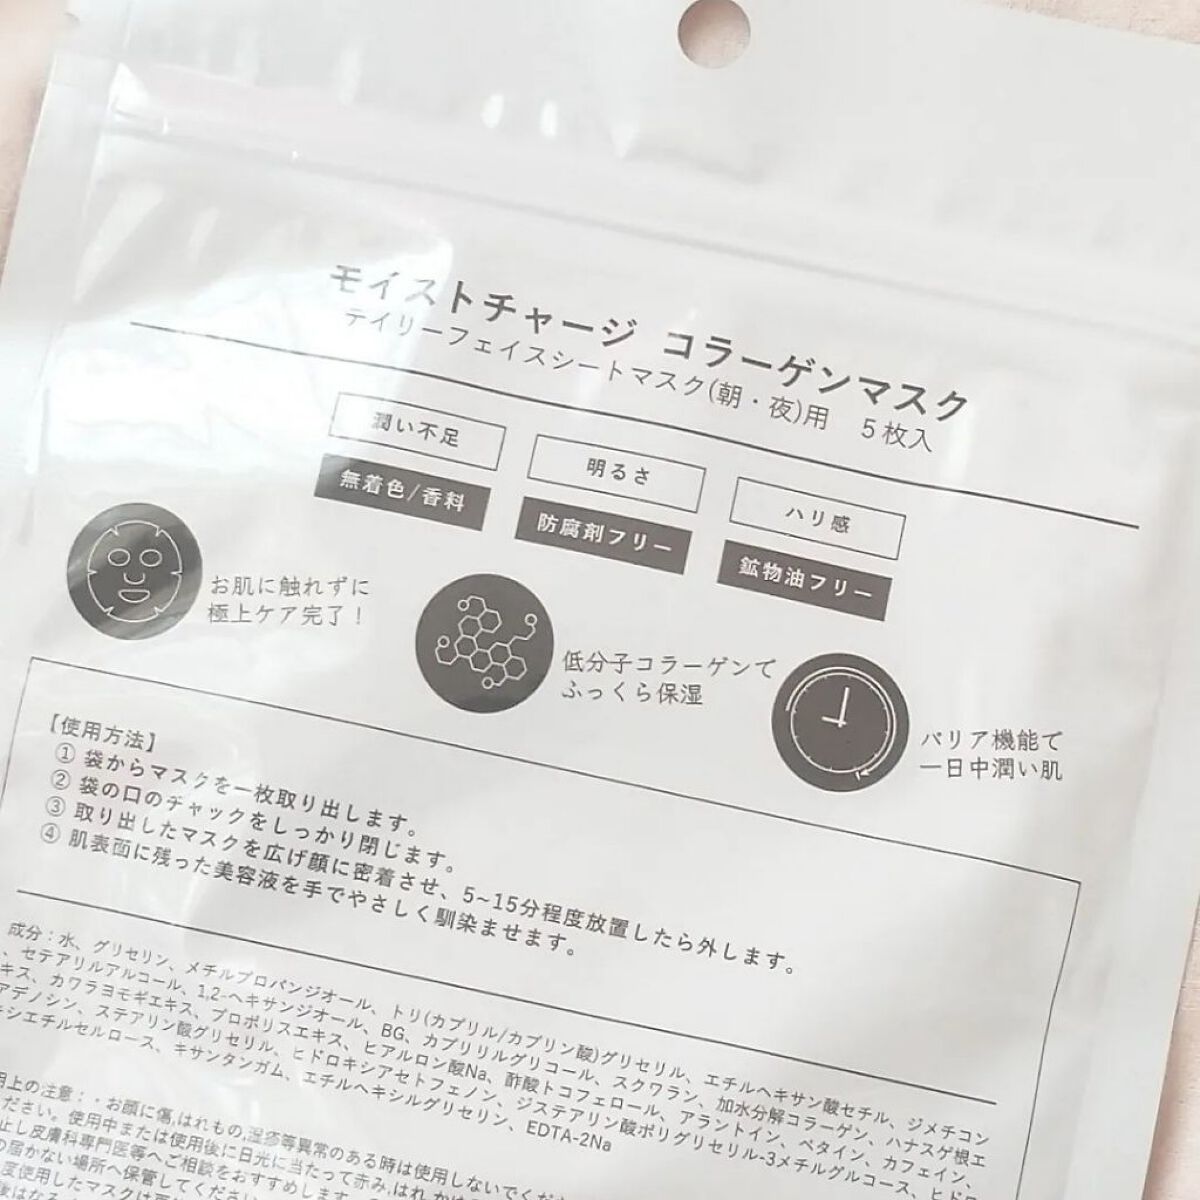 モイストチャージ コラーゲンマスク
デイリーフェイスシートマスク(朝・夜)用 5枚入
潤い不足
明るさ
ハリ感
無着色/香料
防腐剤フリー
鉱物油フリー
お肌に触れずに
極上ケア完了！
低分子コラーゲンで
ふっくら保湿
バリア機能で
一日中潤い肌
【使用方法】
① 袋からマスクを一枚取り出します。
② 袋の口のチャックをしっかり閉じます。
③ 取り出したマスクを広げ顔に密着させ、5~15分程度放置したら外します。
④ 肌表面に残った美容液を手でやさしく馴染ませます。
成分：水、グリセリン、メチルプロパンジオール、トリ(カプリル/カプリン酸)グリセリル、エチルヘキサン酸セチル、ジメチコン
、セテアリルアルコール、1,2-ヘキサンジオール、BG、カプリリルグリコール、スクワラン、加水分解コラーゲン、ハナスゲ根エ
キス、カワラヨモギエキス、プロポリスエキス、ヒアルロン酸Na、酢酸トコフェロール、アラントイン、ベタイン、カフェイン、
アデノシン、ステアリン酸グリセリル、ヒドロキシアセトフェノン、ジステアリン酸ポリグリセリル-3メチルグルコース、ヒドロ
キシエチルセルロース、キサンタンガム、エチルヘキシルグリセリン、EDTA-2Na
用上の注意：・お顔に傷,はれもの,湿疹等異常のある時は使用しないでくだ
ださい。使用中または使用後に日光に当たって赤み,はれ,かゆ
止し皮膚科専門医等へご相談をおすすめします。
の届かない場所へ保管してください
度使用したマスクは